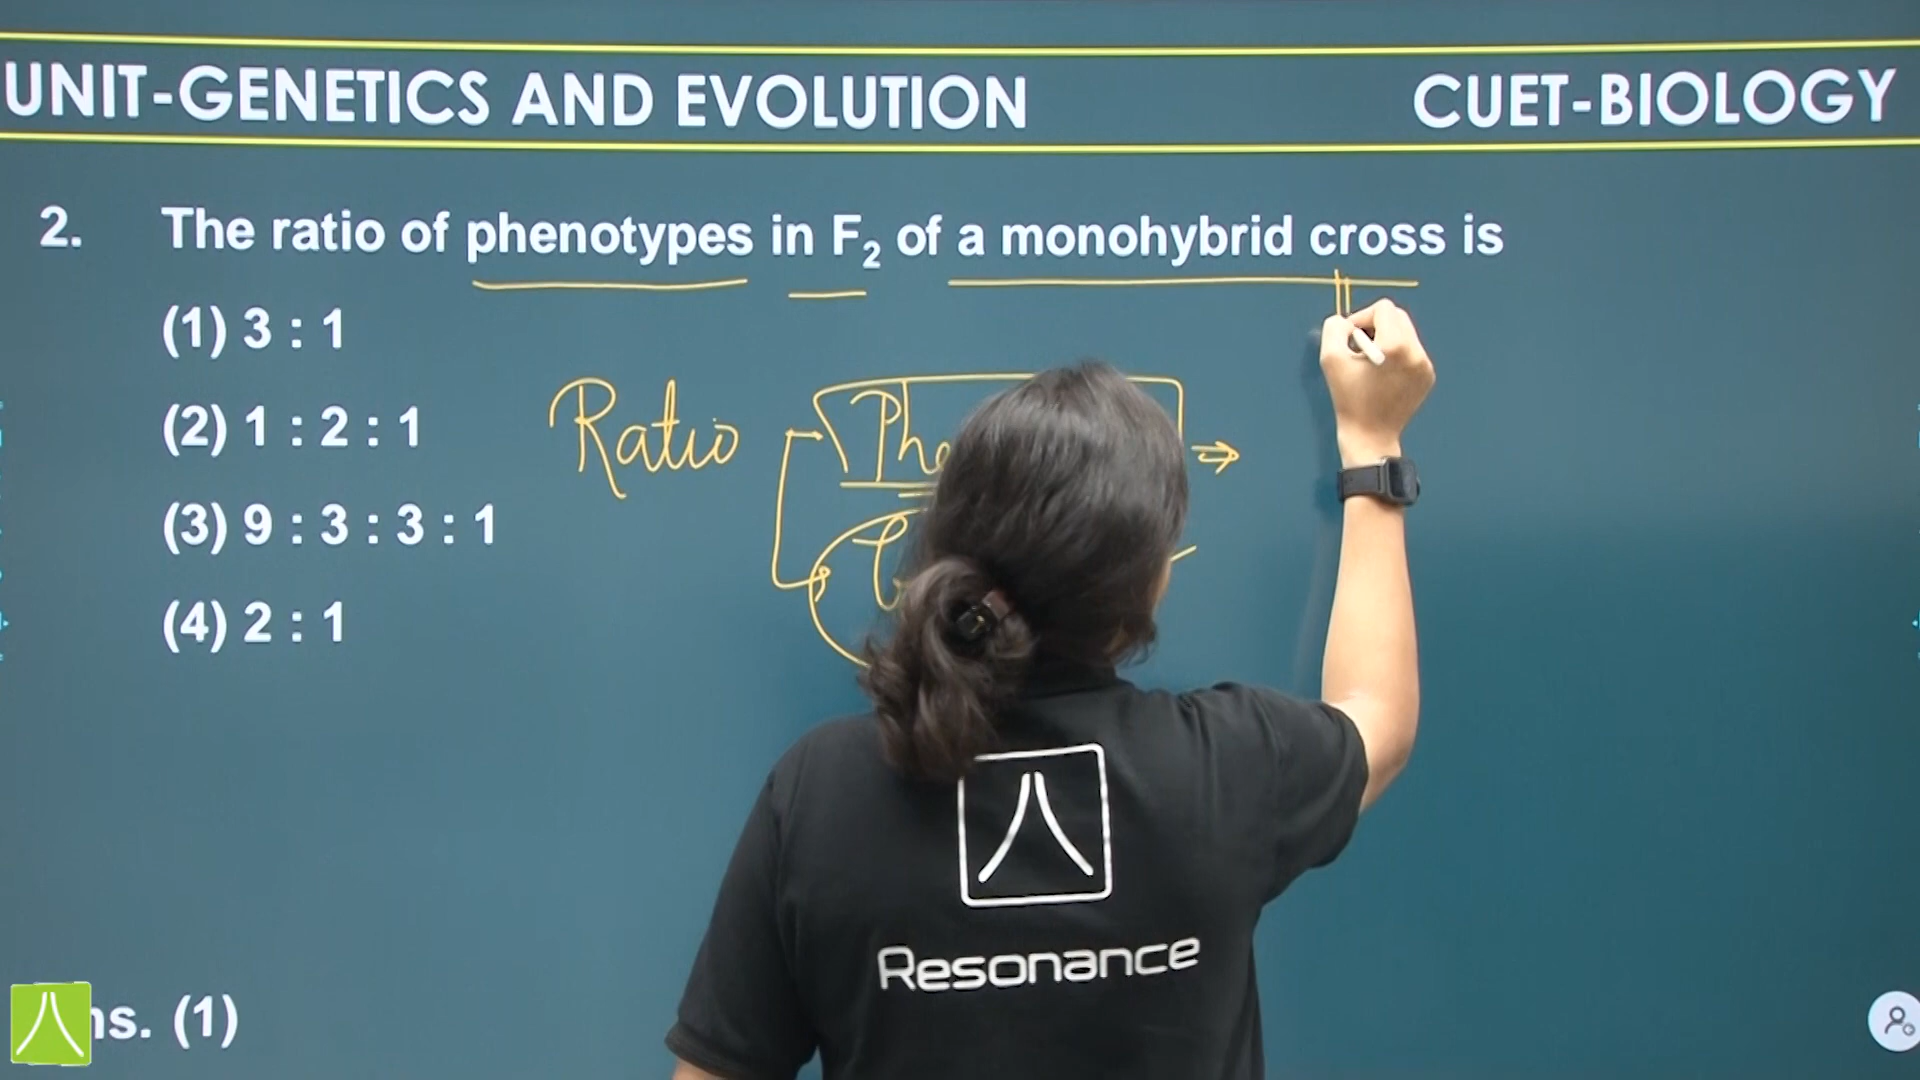 UNIT-GENETICS AND EVOLUTION CUET-BIOLOGY
2. The ratio of phenotypes in F₂ of a monohybrid cross is
(1) 3 : 1
(2) 1 : 2 : 1
(3) 9 : 3 : 3 : 1
(4) 2 : 1
Ratio
Resonance
(1)